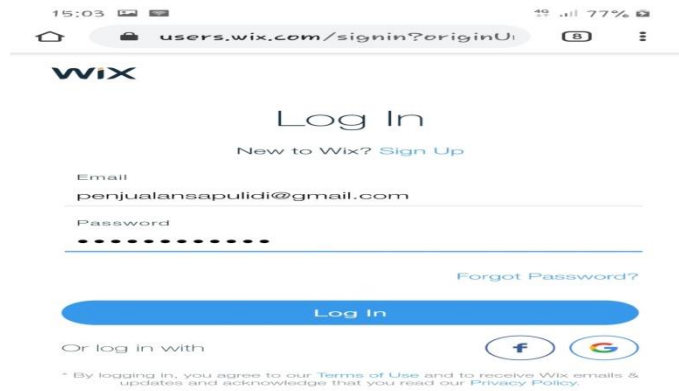 15:03 4G 77%
users.wix.com/signin?originU
8
WiX
Log In
New to Wix? Sign Up
Email
penjualansapulidi@gmail.com
Password
Forgot Password?
Log In
Or log in with f G
* By logging in, you agree to our Terms of Use and to receive Wix emails &
updates and acknowledge that you read our Privacy Policy.